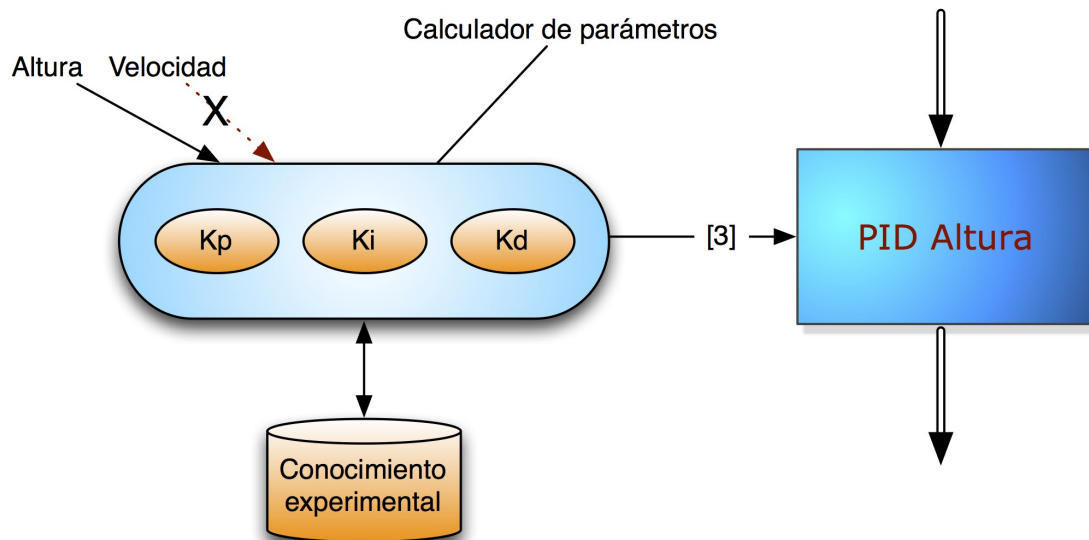 Calculador de parámetros
Altura
Velocidad
X
Kp
Ki
Kd
[3]
PID Altura
Conocimiento
experimental